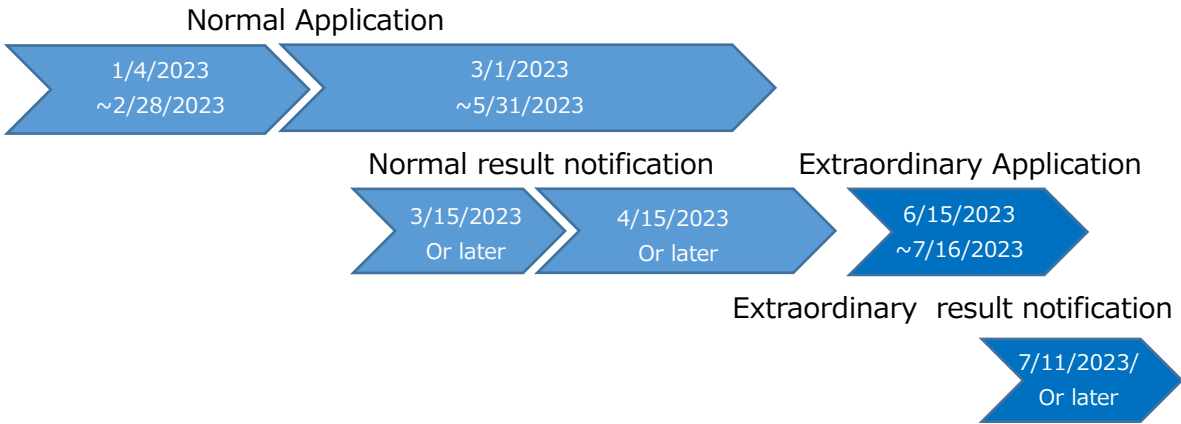 Normal Application
1/4/2023
~2/28/2023
3/1/2023
~5/31/2023
Normal result notification
3/15/2023
Or later
4/15/2023
Or later
Extraordinary Application
6/15/2023
~7/16/2023
Extraordinary result notification
7/11/2023/
Or later